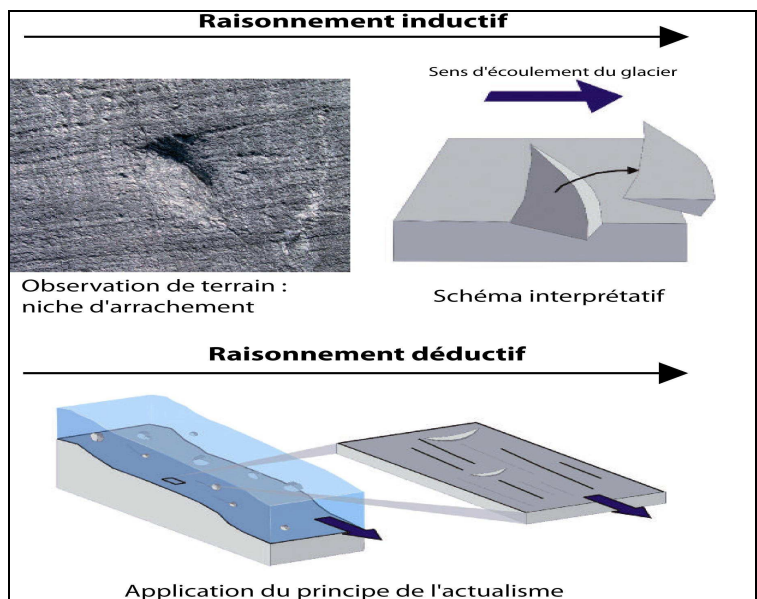 Raisonnement inductif
Sens d'écoulement du glacier
Observation de terrain :
niche d'arrachement
Schéma interprétatif
Raisonnement déductif
Application du principe de l'actualisme